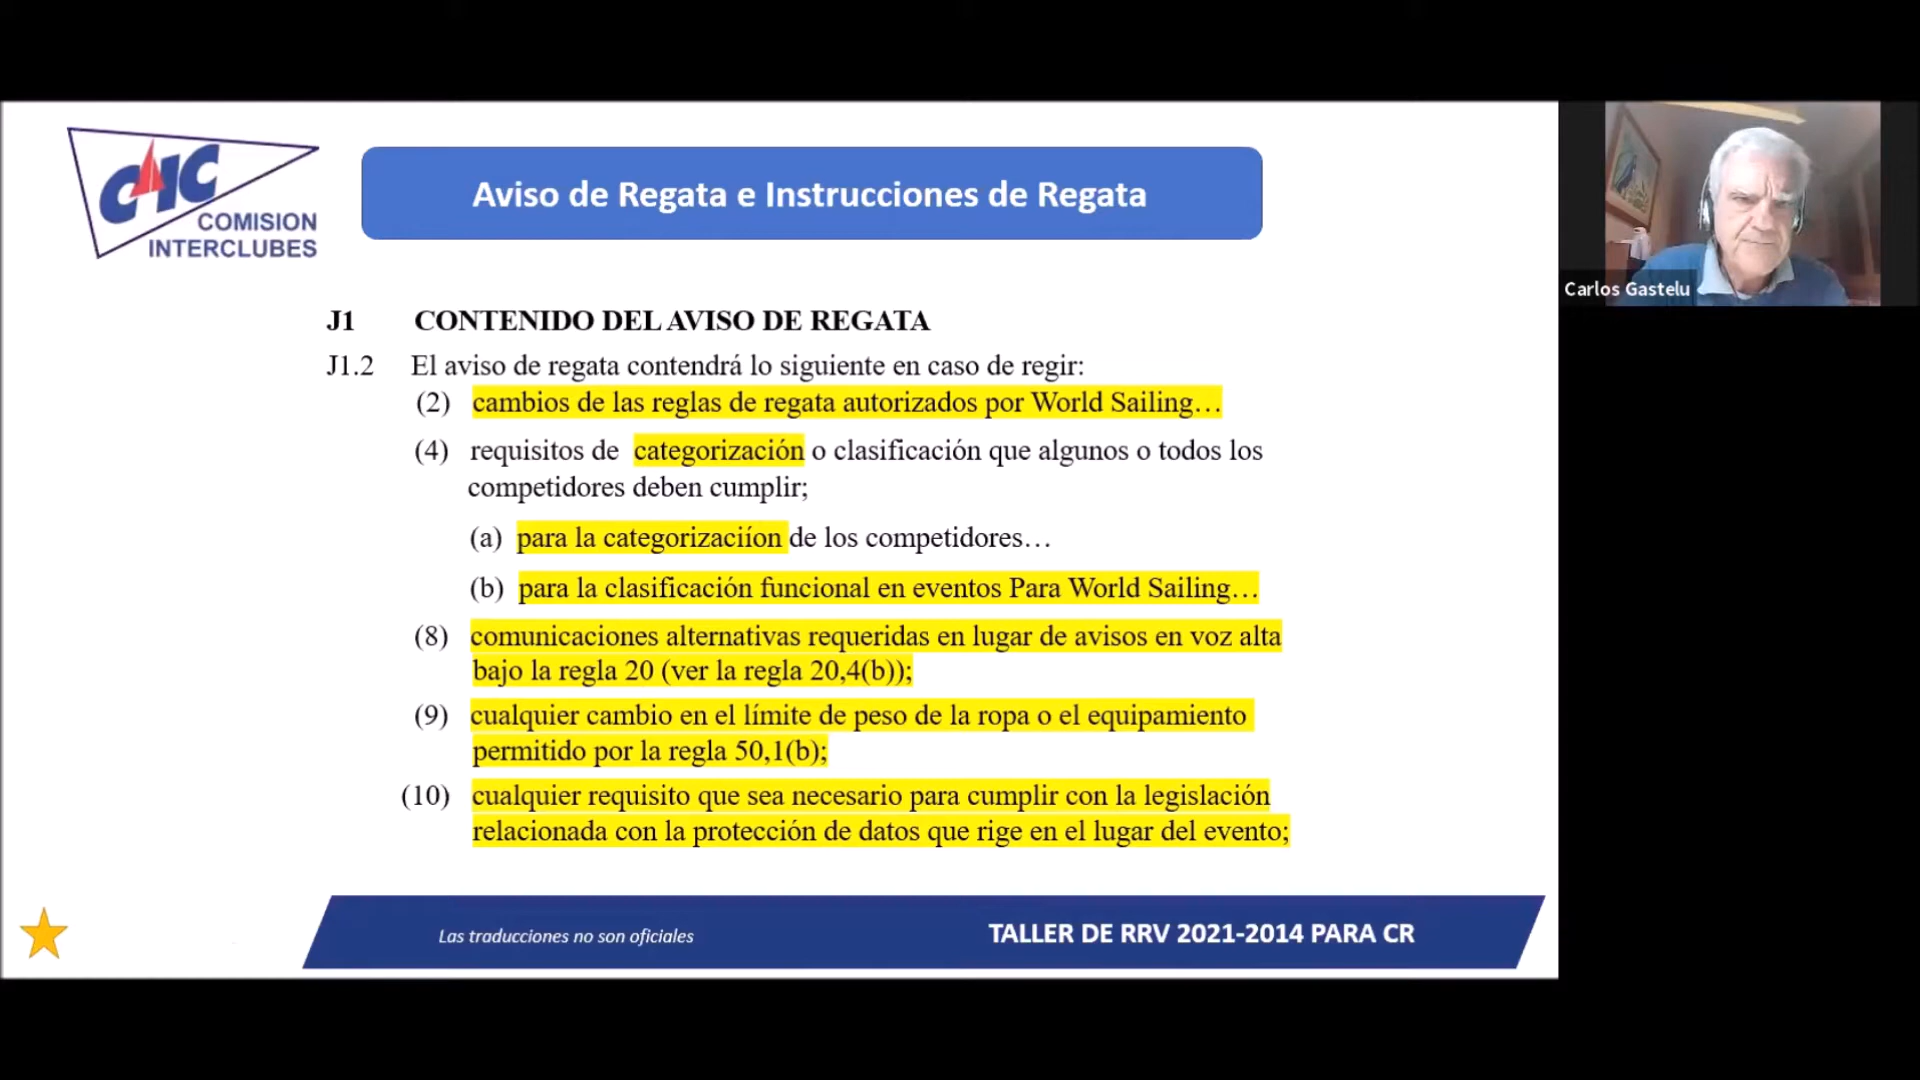 CIC
COMISION
INTERCLUBES
Aviso de Regata e Instrucciones de Regata
Carlos Gastelu
J1 CONTENIDO DEL AVISO DE REGATA
J1.2 El aviso de regata contendrá lo siguiente en caso de regir:
(2) cambios de las reglas de regata autorizados por World Sailing…
(4) requisitos de categorización o clasificación que algunos o todos los
competidores deben cumplir;
(a) para la categorizaciíon de los competidores…
(b) para la clasificación funcional en eventos Para World Sailing…
(8) comunicaciones alternativas requeridas en lugar de avisos en voz alta
bajo la regla 20 (ver la regla 20,4(b));
(9) cualquier cambio en el límite de peso de la ropa o el equipamiento
permitido por la regla 50,1(b);
(10) cualquier requisito que sea necesario para cumplir con la legislación
relacionada con la protección de datos que rige en el lugar del evento;
Las traducciones no son oficiales
TALLER DE RRV 2021-2014 PARA CR